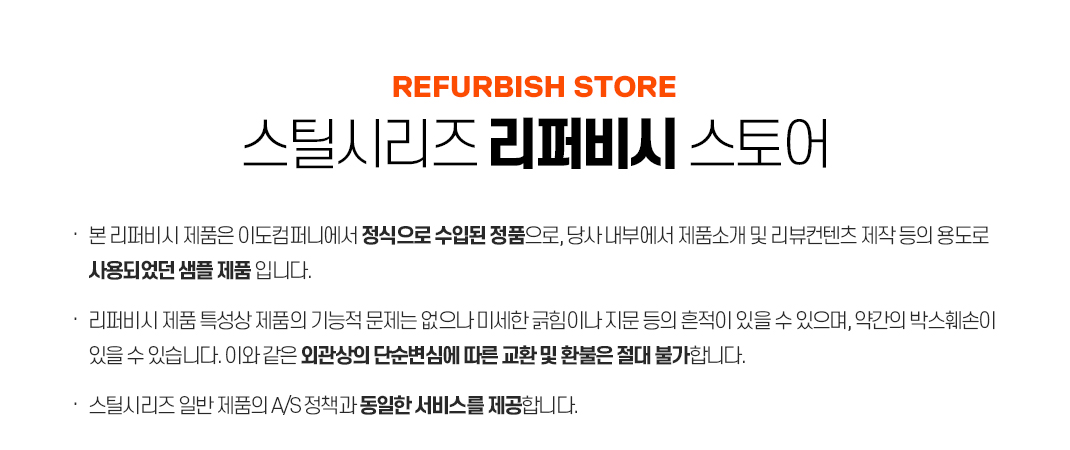 REFURBISH STORE
스틸시리즈 리퍼비시 스토어
· 본 리퍼비시 제품은 이도컴퍼니에서 정식으로 수입된 정품으로, 당사 내부에서 제품소개 및 리뷰컨텐츠 제작 등의 용도로
사용되었던 샘플 제품 입니다.
· 리퍼비시 제품 특성상 제품의 기능적 문제는 없으나 미세한 긁힘이나 지문 등의 흔적이 있을 수 있으며, 약간의 박스훼손이
있을 수 있습니다. 이와 같은 외관상의 단순변심에 따른 교환 및 환불은 절대 불가합니다.
· 스틸시리즈 일반 제품의 A/S 정책과 동일한 서비스를 제공합니다.